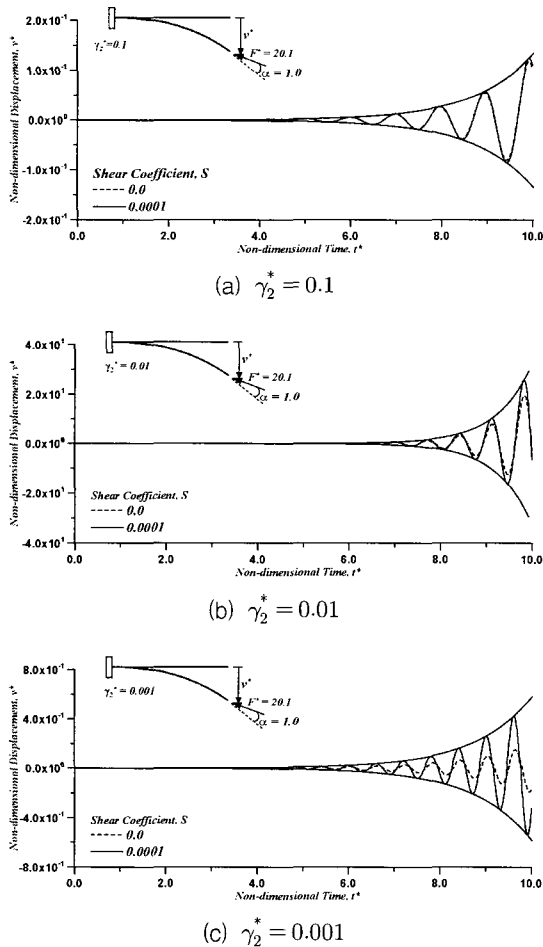 2.0x10⁻¹
1.0x10⁻¹
0.0x10⁰
-1.0x10⁻¹
-2.0x10⁻¹
Non-dimensional Displacement, v*
γ₂*=0.1
v*
F* = 20.1
α = 1.0
Shear Coefficient, S
0.0
0.0001
0.0 2.0 4.0 6.0 8.0 10.0
Non-dimensional Time, t*
(a) γ₂* = 0.1
4.0x10¹
2.0x10¹
0.0x10⁰
-2.0x10¹
-4.0x10¹
Non-dimensional Displacement, v*
γ₂* = 0.01
v*
F* = 20.1
α = 1.0
Shear Coefficient, S
0.0
0.0001
0.0 2.0 4.0 6.0 8.0 10.0
Non-dimensional Time, t*
(b) γ₂* = 0.01
8.0x10⁻¹
4.0x10⁻¹
0.0x10⁰
-4.0x10⁻¹
-8.0x10⁻¹
Non-dimensional Displacement, v*
γ₂* = 0.001
v*
F* = 20.1
α = 1.0
Shear Coefficient, S
0.0
0.0001
0.0 2.0 4.0 6.0 8.0 10.0
Non-dimensional Time, t*
(c) γ₂* = 0.001